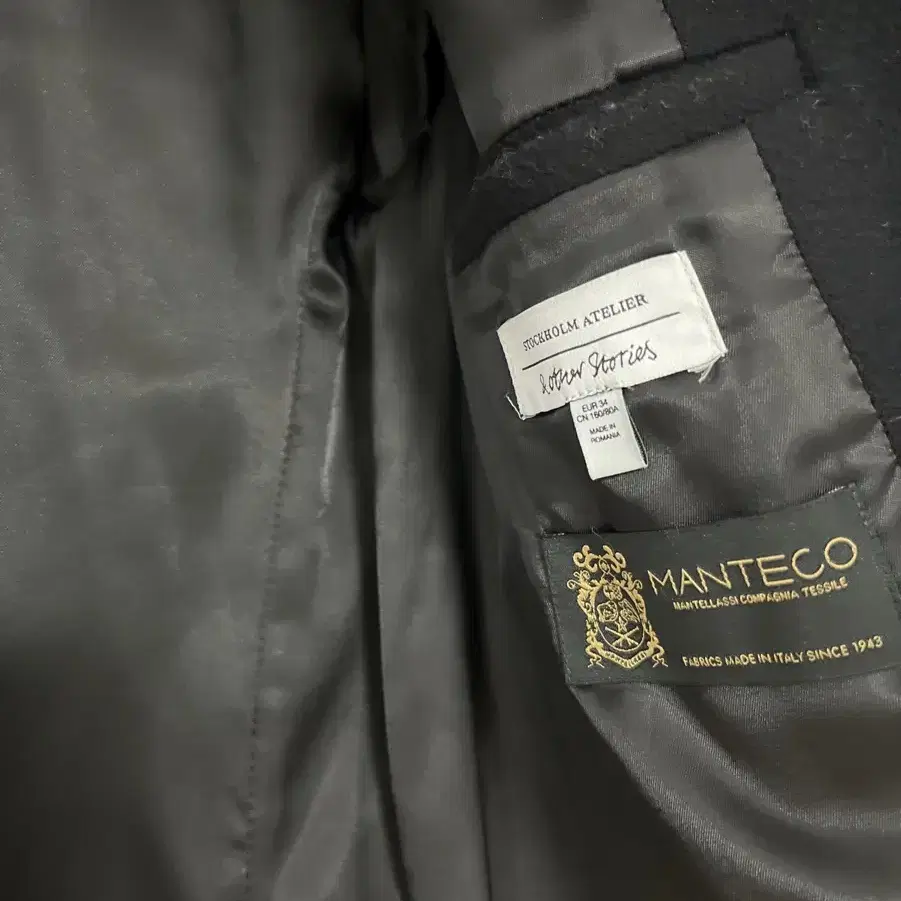 STOCKHOLM ATELIER
& other Stories
EUR 34
CN 160/80A
MADE IN
ROMANIA
MANTECO
MANTELLASSI COMPAGNIA TESSILE
FABRICS MADE IN ITALY SINCE 1943